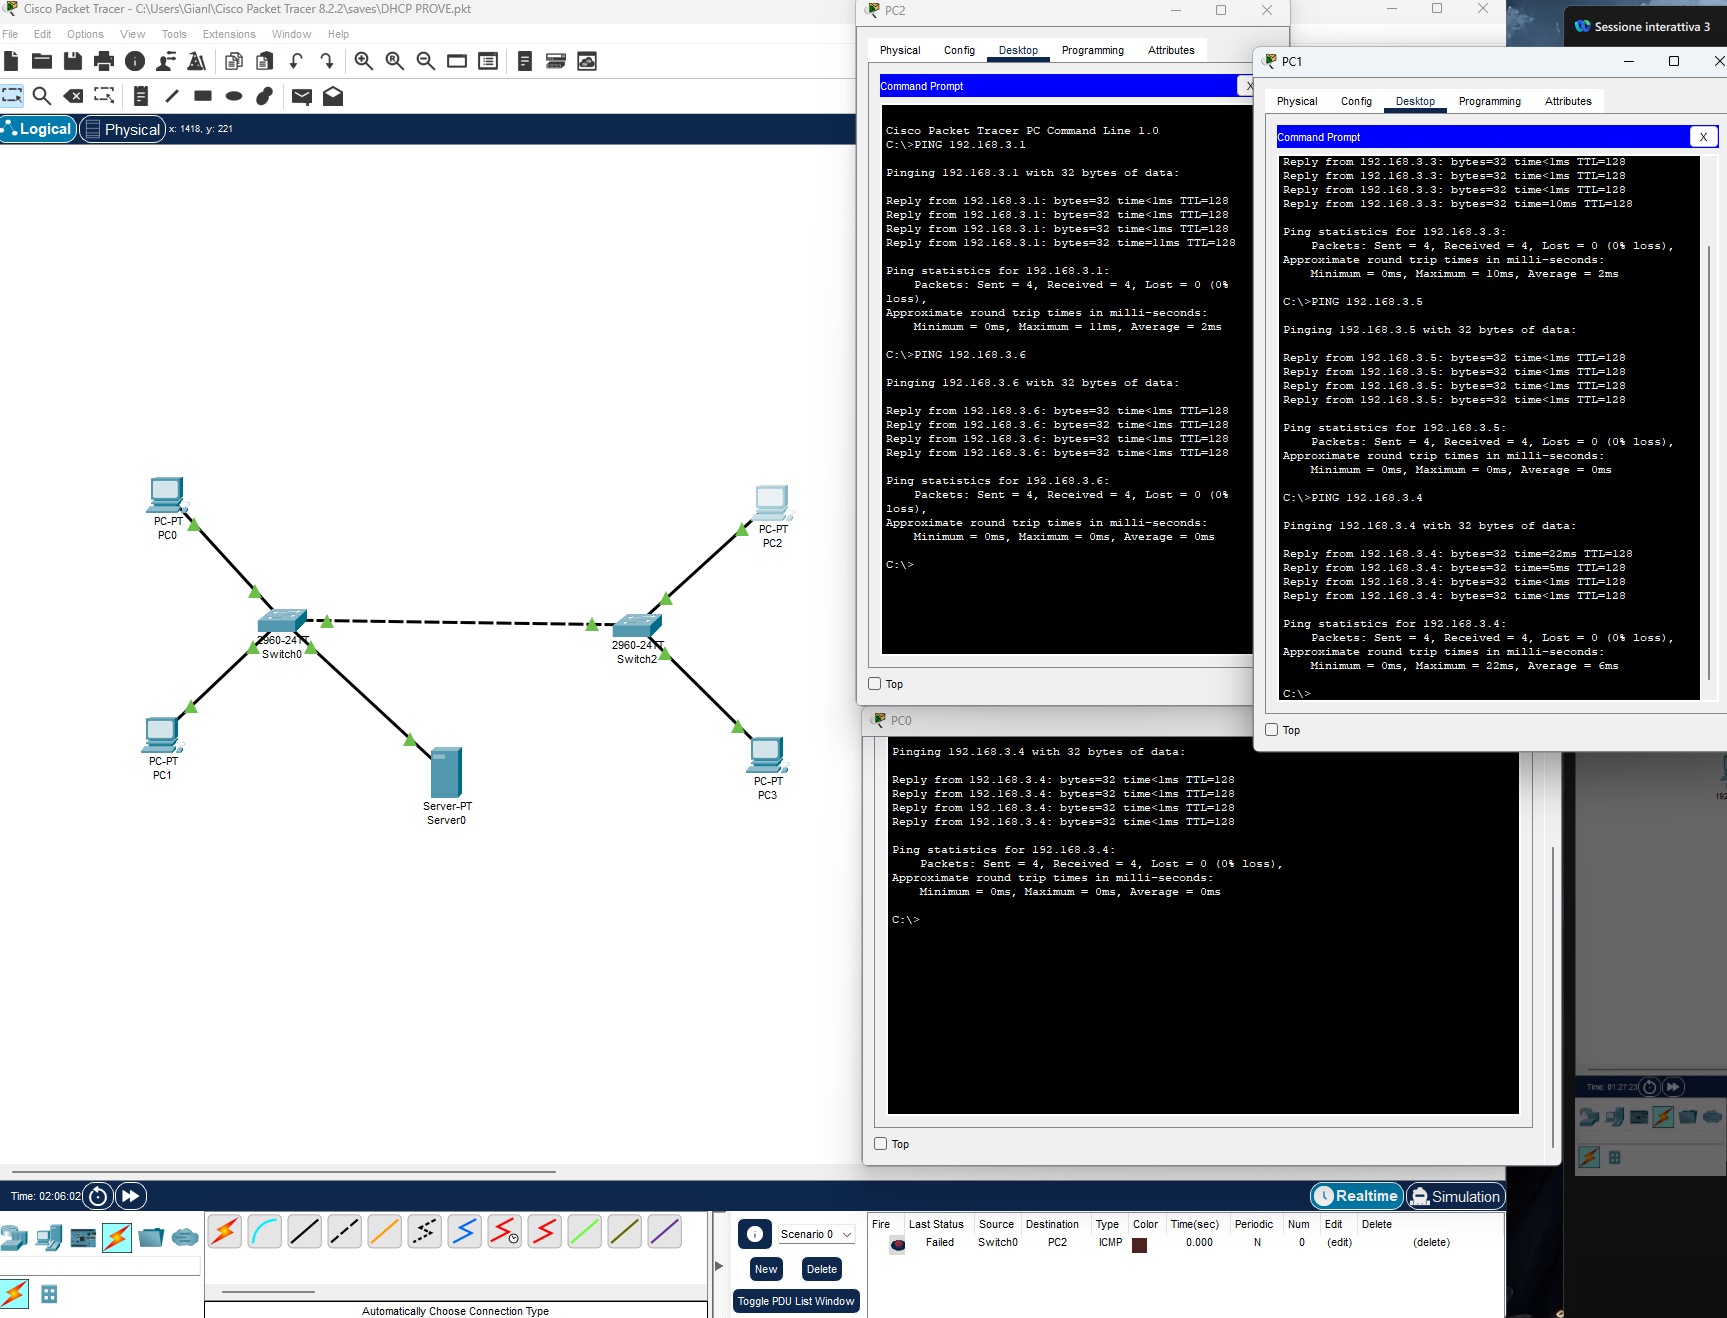 Cisco Packet Tracer - C:\Users\Gianl\Cisco Packet Tracer 8.2.2\saves\DHCP PROVE.pkt
File Edit Options View Tools Extensions Window Help
Logical Physical x: 1418, y: 221
PC-PT
PC0
PC-PT
PC2
2960-24TT
Switch0
2960-24TT
Switch2
PC-PT
PC1
Server-PT
Server0
PC-PT
PC3
PC2
Physical Config Desktop Programming Attributes
Command Prompt X
Cisco Packet Tracer PC Command Line 1.0
C:\>PING 192.168.3.1
Pinging 192.168.3.1 with 32 bytes of data:
Reply from 192.168.3.1: bytes=32 time<1ms TTL=128
Reply from 192.168.3.1: bytes=32 time<1ms TTL=128
Reply from 192.168.3.1: bytes=32 time<1ms TTL=128
Reply from 192.168.3.1: bytes=32 time=11ms TTL=128
Ping statistics for 192.168.3.1:
Packets: Sent = 4, Received = 4, Lost = 0 (0%
loss),
Approximate round trip times in milli-seconds:
Minimum = 0ms, Maximum = 11ms, Average = 2ms
C:\>PING 192.168.3.6
Pinging 192.168.3.6 with 32 bytes of data:
Reply from 192.168.3.6: bytes=32 time<1ms TTL=128
Reply from 192.168.3.6: bytes=32 time<1ms TTL=128
Reply from 192.168.3.6: bytes=32 time<1ms TTL=128
Reply from 192.168.3.6: bytes=32 time<1ms TTL=128
Ping statistics for 192.168.3.6:
Packets: Sent = 4, Received = 4, Lost = 0 (0%
loss),
Approximate round trip times in milli-seconds:
Minimum = 0ms, Maximum = 0ms, Average = 0ms
C:\>
Top
Sessione interattiva 3
PC1
Physical Config Desktop Programming Attributes
Command Prompt X
Reply from 192.168.3.3: bytes=32 time<1ms TTL=128
Reply from 192.168.3.3: bytes=32 time<1ms TTL=128
Reply from 192.168.3.3: bytes=32 time<1ms TTL=128
Reply from 192.168.3.3: bytes=32 time=10ms TTL=128
Ping statistics for 192.168.3.3:
Packets: Sent = 4, Received = 4, Lost = 0 (0% loss),
Approximate round trip times in milli-seconds:
Minimum = 0ms, Maximum = 10ms, Average = 2ms
C:\>PING 192.168.3.5
Pinging 192.168.3.5 with 32 bytes of data:
Reply from 192.168.3.5: bytes=32 time<1ms TTL=128
Reply from 192.168.3.5: bytes=32 time<1ms TTL=128
Reply from 192.168.3.5: bytes=32 time<1ms TTL=128
Reply from 192.168.3.5: bytes=32 time<1ms TTL=128
Ping statistics for 192.168.3.5:
Packets: Sent = 4, Received = 4, Lost = 0 (0% loss),
Approximate round trip times in milli-seconds:
Minimum = 0ms, Maximum = 0ms, Average = 0ms
C:\>PING 192.168.3.4
Pinging 192.168.3.4 with 32 bytes of data:
Reply from 192.168.3.4: bytes=32 time=22ms TTL=128
Reply from 192.168.3.4: bytes=32 time=5ms TTL=128
Reply from 192.168.3.4: bytes=32 time<1ms TTL=128
Reply from 192.168.3.4: bytes=32 time<1ms TTL=128
Ping statistics for 192.168.3.4:
Packets: Sent = 4, Received = 4, Lost = 0 (0% loss),
Approximate round trip times in milli-seconds:
Minimum = 0ms, Maximum = 22ms, Average = 6ms
C:\>
Top
PC0
Pinging 192.168.3.4 with 32 bytes of data:
Reply from 192.168.3.4: bytes=32 time<1ms TTL=128
Reply from 192.168.3.4: bytes=32 time<1ms TTL=128
Reply from 192.168.3.4: bytes=32 time<1ms TTL=128
Reply from 192.168.3.4: bytes=32 time<1ms TTL=128
Ping statistics for 192.168.3.4:
Packets: Sent = 4, Received = 4, Lost = 0 (0% loss),
Approximate round trip times in milli-seconds:
Minimum = 0ms, Maximum = 0ms, Average = 0ms
C:\>
Top
Time: 01:27:23
Time: 02:06:02
Realtime Simulation
Automatically Choose Connection Type
Scenario 0
New Delete
Toggle PDU List Window
Fire Last Status Source Destination Type Color Time(sec) Periodic Num Edit Delete
Failed Switch0 PC2 ICMP 0.000 N 0 (edit) (delete)